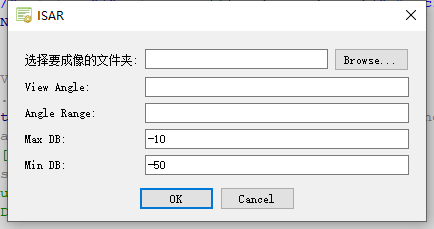 ISAR
选择要成像的文件夹:
Browse...
View Angle:
Angle Range:
Max DB:
-10
Min DB:
-50
OK
Cancel